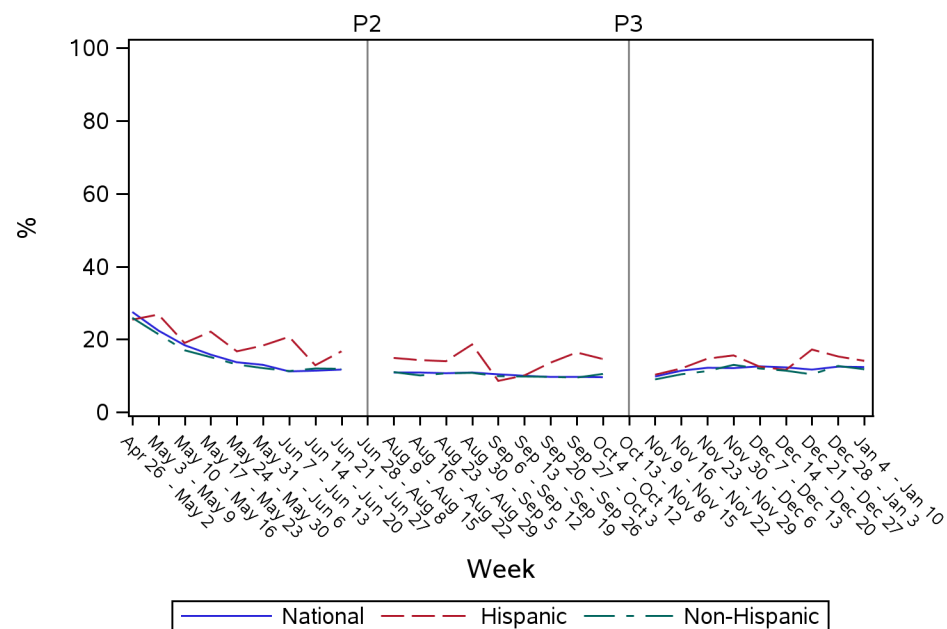 P2 P3
100
80
60
40
20
0
%
Apr 26 - May 2
May 3 - May 9
May 10 - May 16
May 17 - May 23
May 24 - May 30
May 31 - Jun 6
Jun 7 - Jun 13
Jun 14 - Jun 20
Jun 21 - Jun 27
Jun 28 - Aug 8
Aug 9 - Aug 15
Aug 16 - Aug 22
Aug 23 - Aug 29
Aug 30 - Sep 5
Sep 6 - Sep 12
Sep 13 - Sep 19
Sep 20 - Sep 26
Sep 27 - Oct 3
Oct 4 - Oct 12
Oct 13 - Nov 8
Nov 9 - Nov 15
Nov 16 - Nov 22
Nov 23 - Nov 29
Nov 30 - Dec 6
Dec 7 - Dec 13
Dec 14 - Dec 20
Dec 21 - Dec 27
Dec 28 - Jan 3
Jan 4 - Jan 10
Week
National Hispanic Non-Hispanic